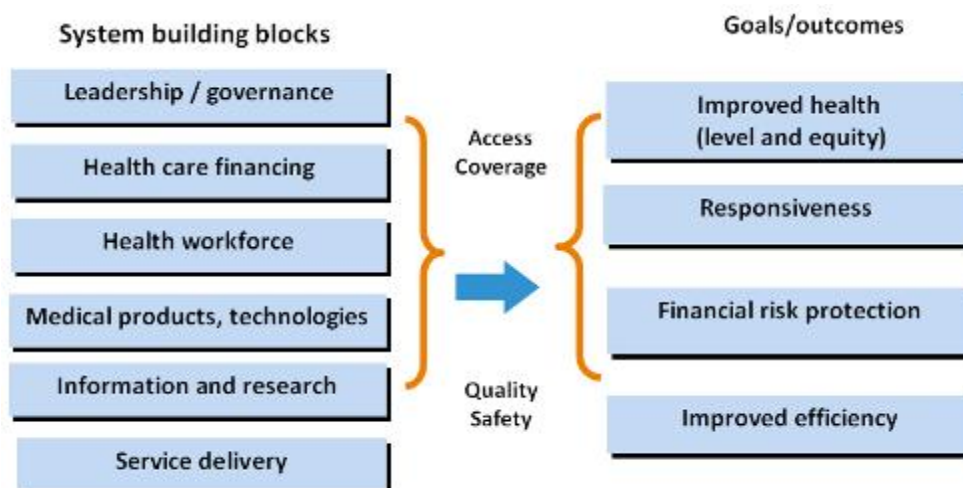 System building blocks
Leadership / governance
Health care financing
Health workforce
Medical products, technologies
Information and research
Service delivery
Access
Coverage
Quality
Safety
Goals/outcomes
Improved health
(level and equity)
Responsiveness
Financial risk protection
Improved efficiency